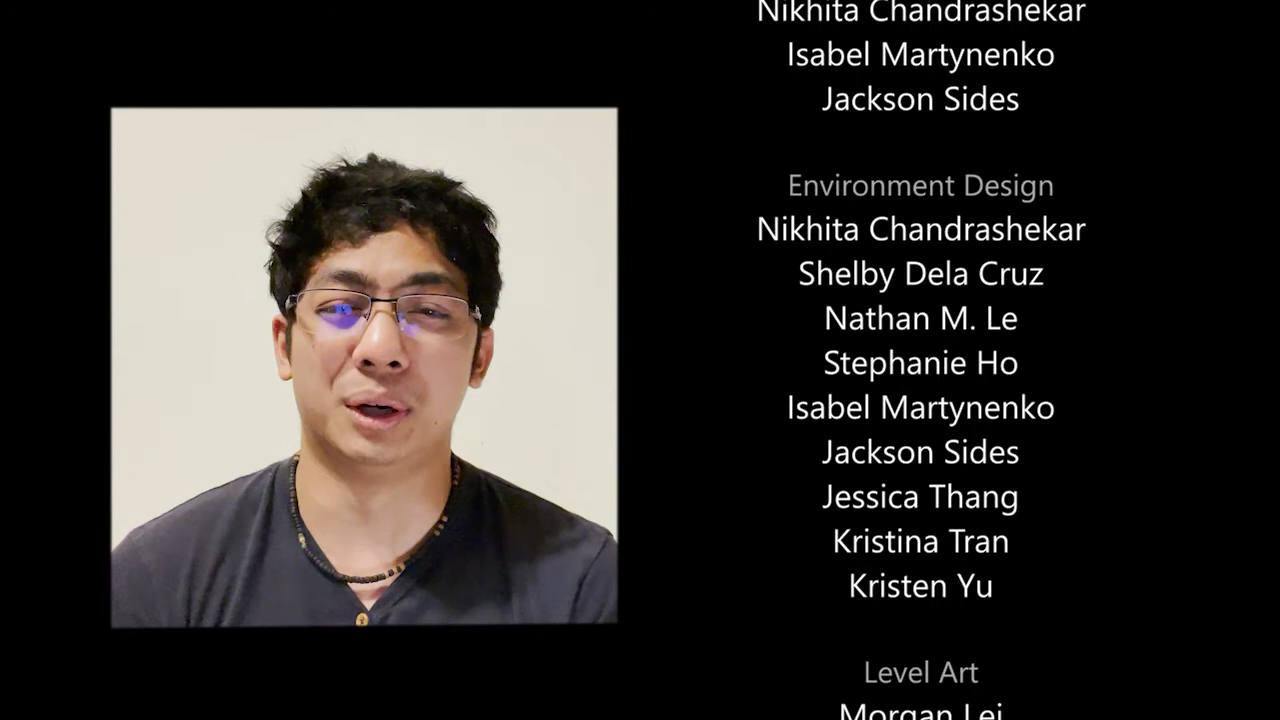 Nikhita Chandrashekar
Isabel Martynenko
Jackson Sides
Environment Design
Nikhita Chandrashekar
Shelby Dela Cruz
Nathan M. Le
Stephanie Ho
Isabel Martynenko
Jackson Sides
Jessica Thang
Kristina Tran
Kristen Yu
Level Art
Morgan Lei